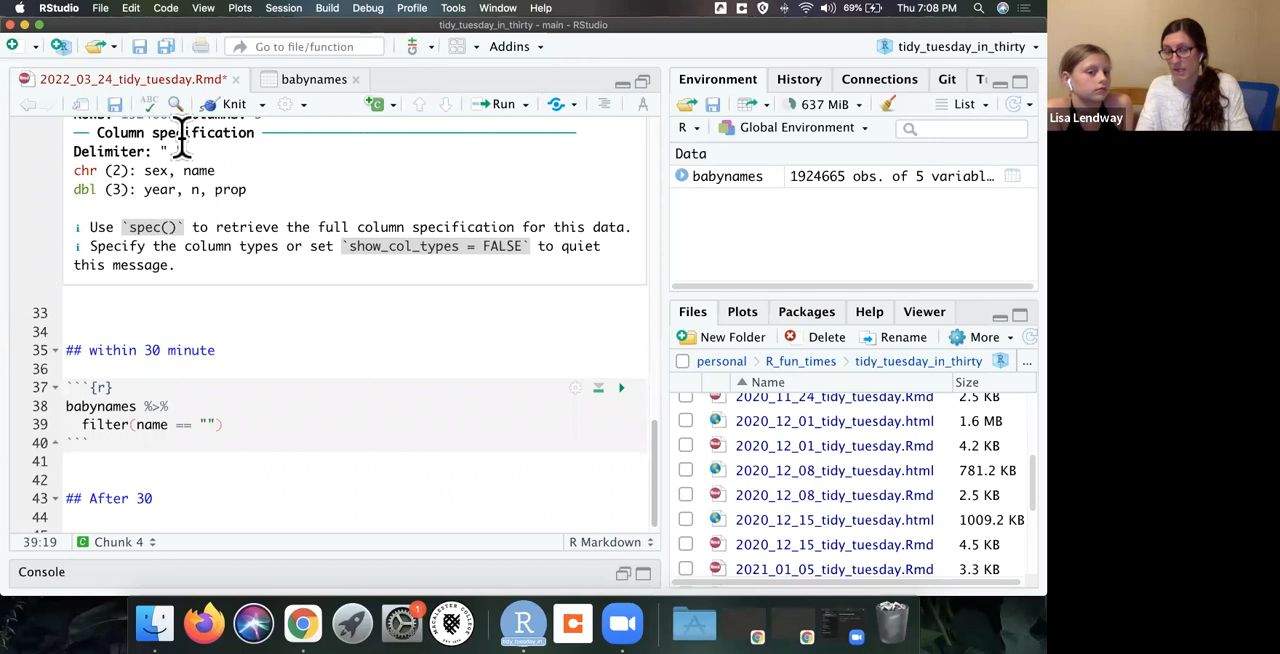 RStudio File Edit Code View Plots Session Build Debug Profile Tools Window Help 69% Thu 7:08 PM
tidy_tuesday_in_thirty - main - RStudio
Go to file/function Addins tidy_tuesday_in_thirty
2022_03_24_tidy_tuesday.Rmd* babynames
ABC Knit Run
Column specification
Delimiter: "
chr (2): sex, name
dbl (3): year, n, prop
i Use `spec()` to retrieve the full column specification for this data.
i Specify the column types or set `show_col_types = FALSE` to quiet
this message.
33
34
35 ## within 30 minute
36
37 ```{r}
38 babynames %>%
39 filter(name == "")
40 ```
41
42
43 ## After 30
44
39:19 Chunk 4 R Markdown
Console
Environment History Connections Git
637 MiB List
R Global Environment
Data
babynames 1924665 obs. of 5 variabl…
Files Plots Packages Help Viewer
New Folder Delete Rename More
personal R_fun_times tidy_tuesday_in_thirty ...
Name Size
2020_11_24_tidy_tuesday.Rmd 2.5 KB
2020_12_01_tidy_tuesday.html 1.6 MB
2020_12_01_tidy_tuesday.Rmd 4.2 KB
2020_12_08_tidy_tuesday.html 781.2 KB
2020_12_08_tidy_tuesday.Rmd 2.5 KB
2020_12_15_tidy_tuesday.html 1009.2 KB
2020_12_15_tidy_tuesday.Rmd 4.5 KB
2021_01_05_tidy_tuesday.Rmd 3.3 KB
Lisa Lendway
1
R